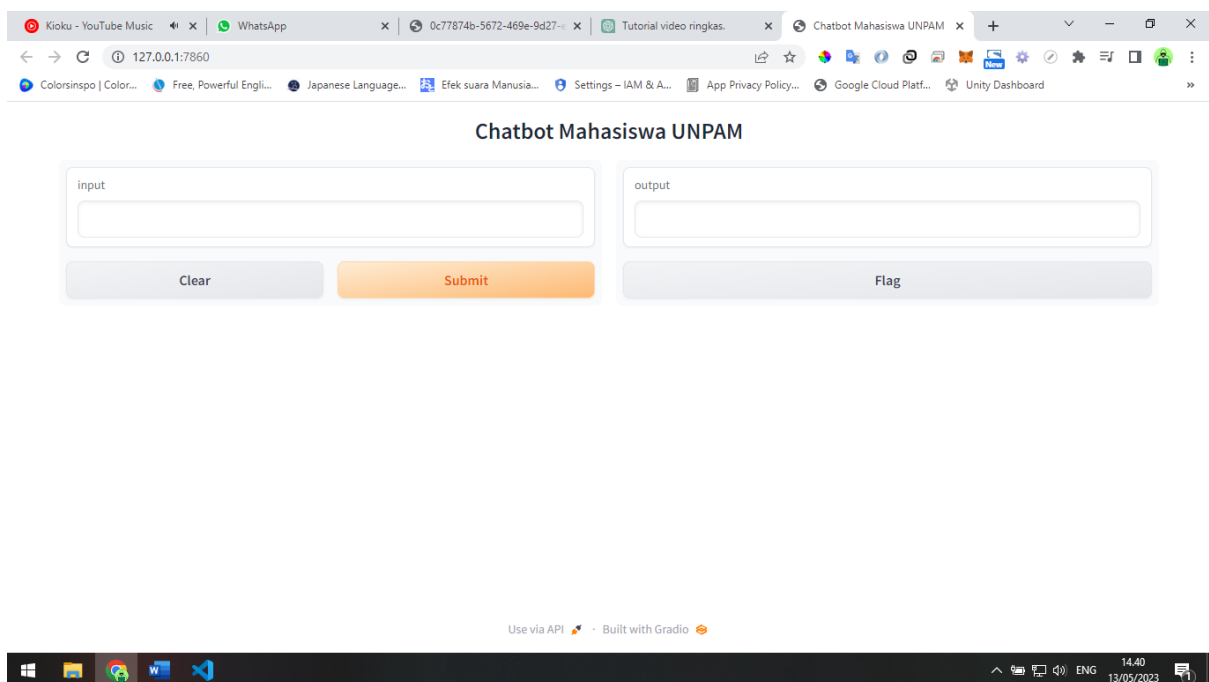 Kioku - YouTube Music
WhatsApp
0c77874b-5672-469e-9d27-e
Tutorial video ringkas.
Chatbot Mahasiswa UNPAM
127.0.0.1:7860
New
Colorsinspo | Color...
Free, Powerful Engli...
Japanese Language...
Efek suara Manusia...
Settings – IAM & A...
App Privacy Policy...
Google Cloud Platf...
Unity Dashboard
»
Chatbot Mahasiswa UNPAM
input
output
Clear
Submit
Flag
Use via API · Built with Gradio
ENG
14.40
13/05/2023
1